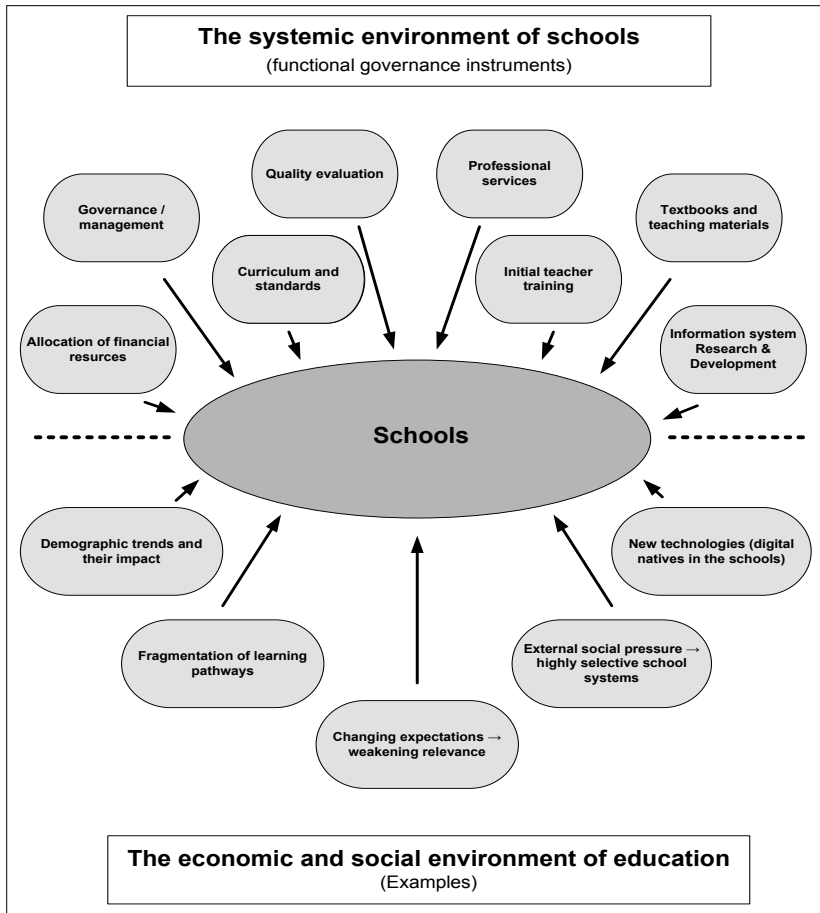 The systemic environment of schools
(functional governance instruments)
Quality evaluation
Professional
services
Governance /
management
Textbooks and
teaching materials
Curriculum and
standards
Initial teacher
training
Allocation of financial
resurces
Information system
Research &
Development
Schools
Demographic trends and
their impact
New technologies (digital
natives in the schools)
Fragmentation of learning
pathways
External social pressure →
highly selective school
systems
Changing expectations →
weakening relevance
The economic and social environment of education
(Examples)